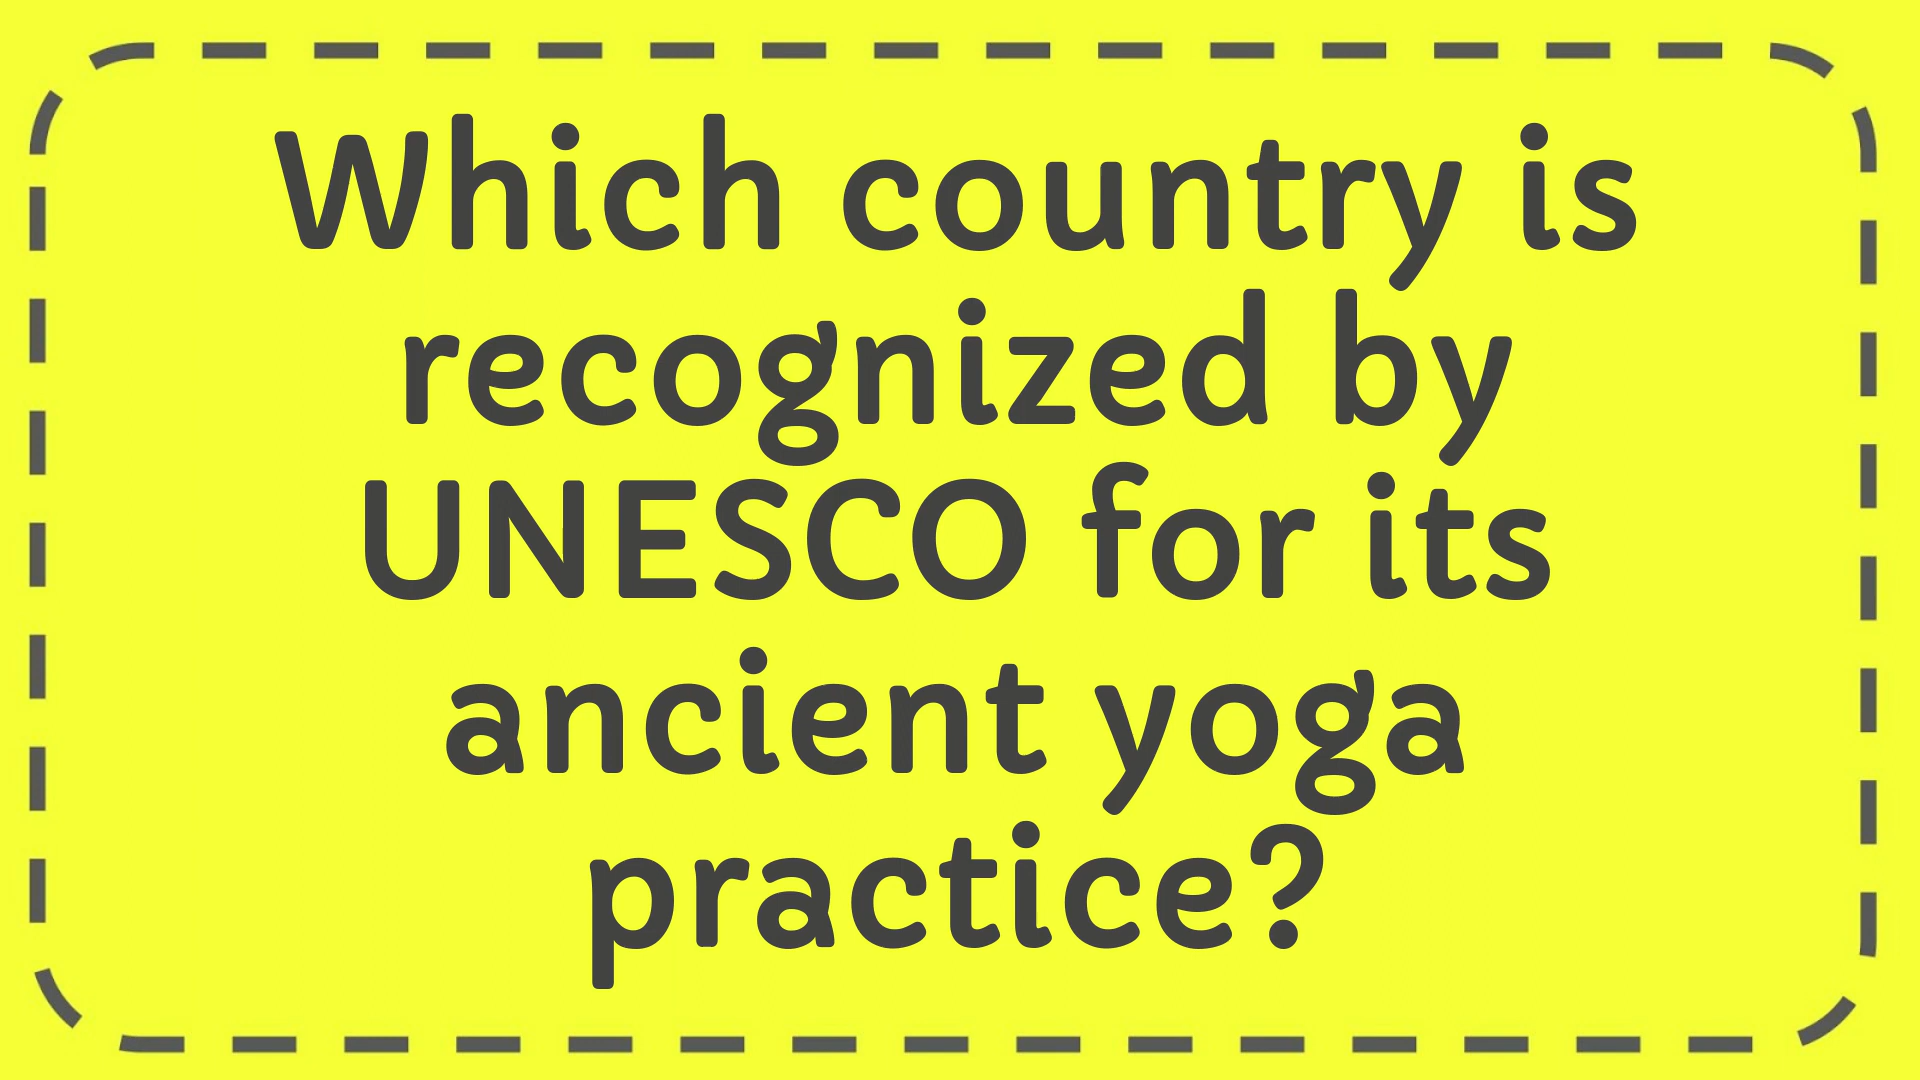 Which country is
recognized by
UNESCO for its
ancient yoga
practice?